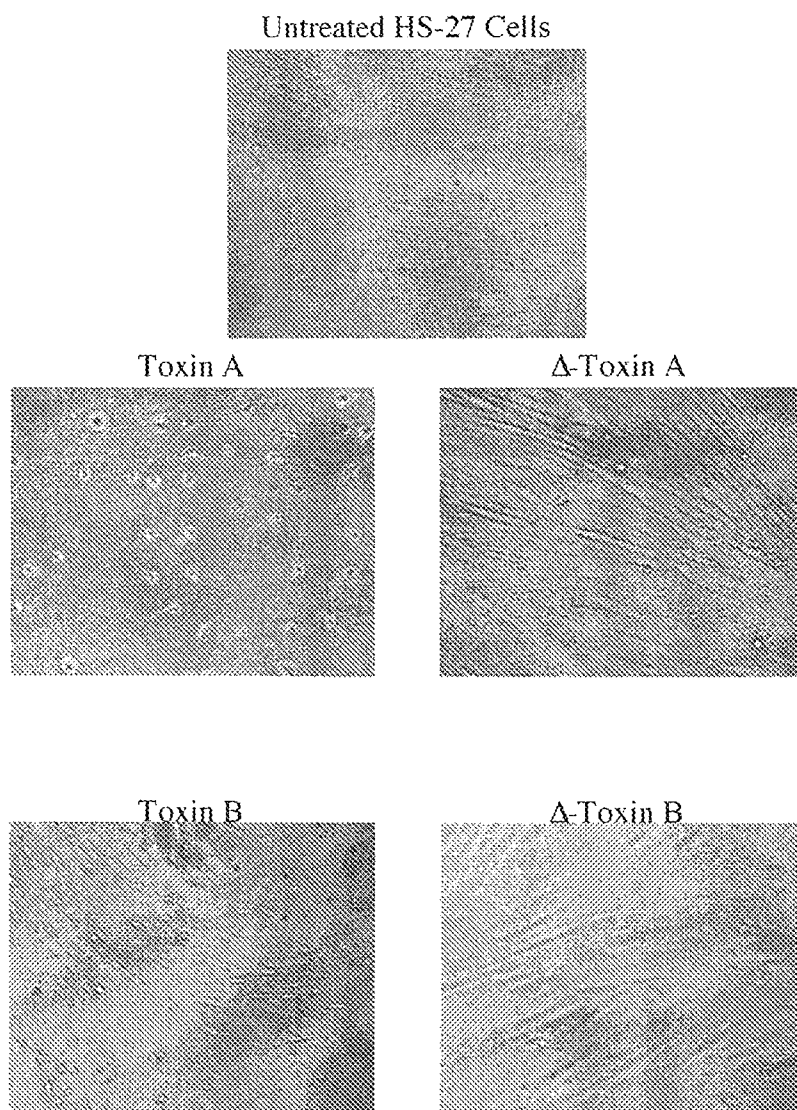 Untreated HS-27 Cells
Toxin A
Δ-Toxin A
Toxin B
Δ-Toxin B